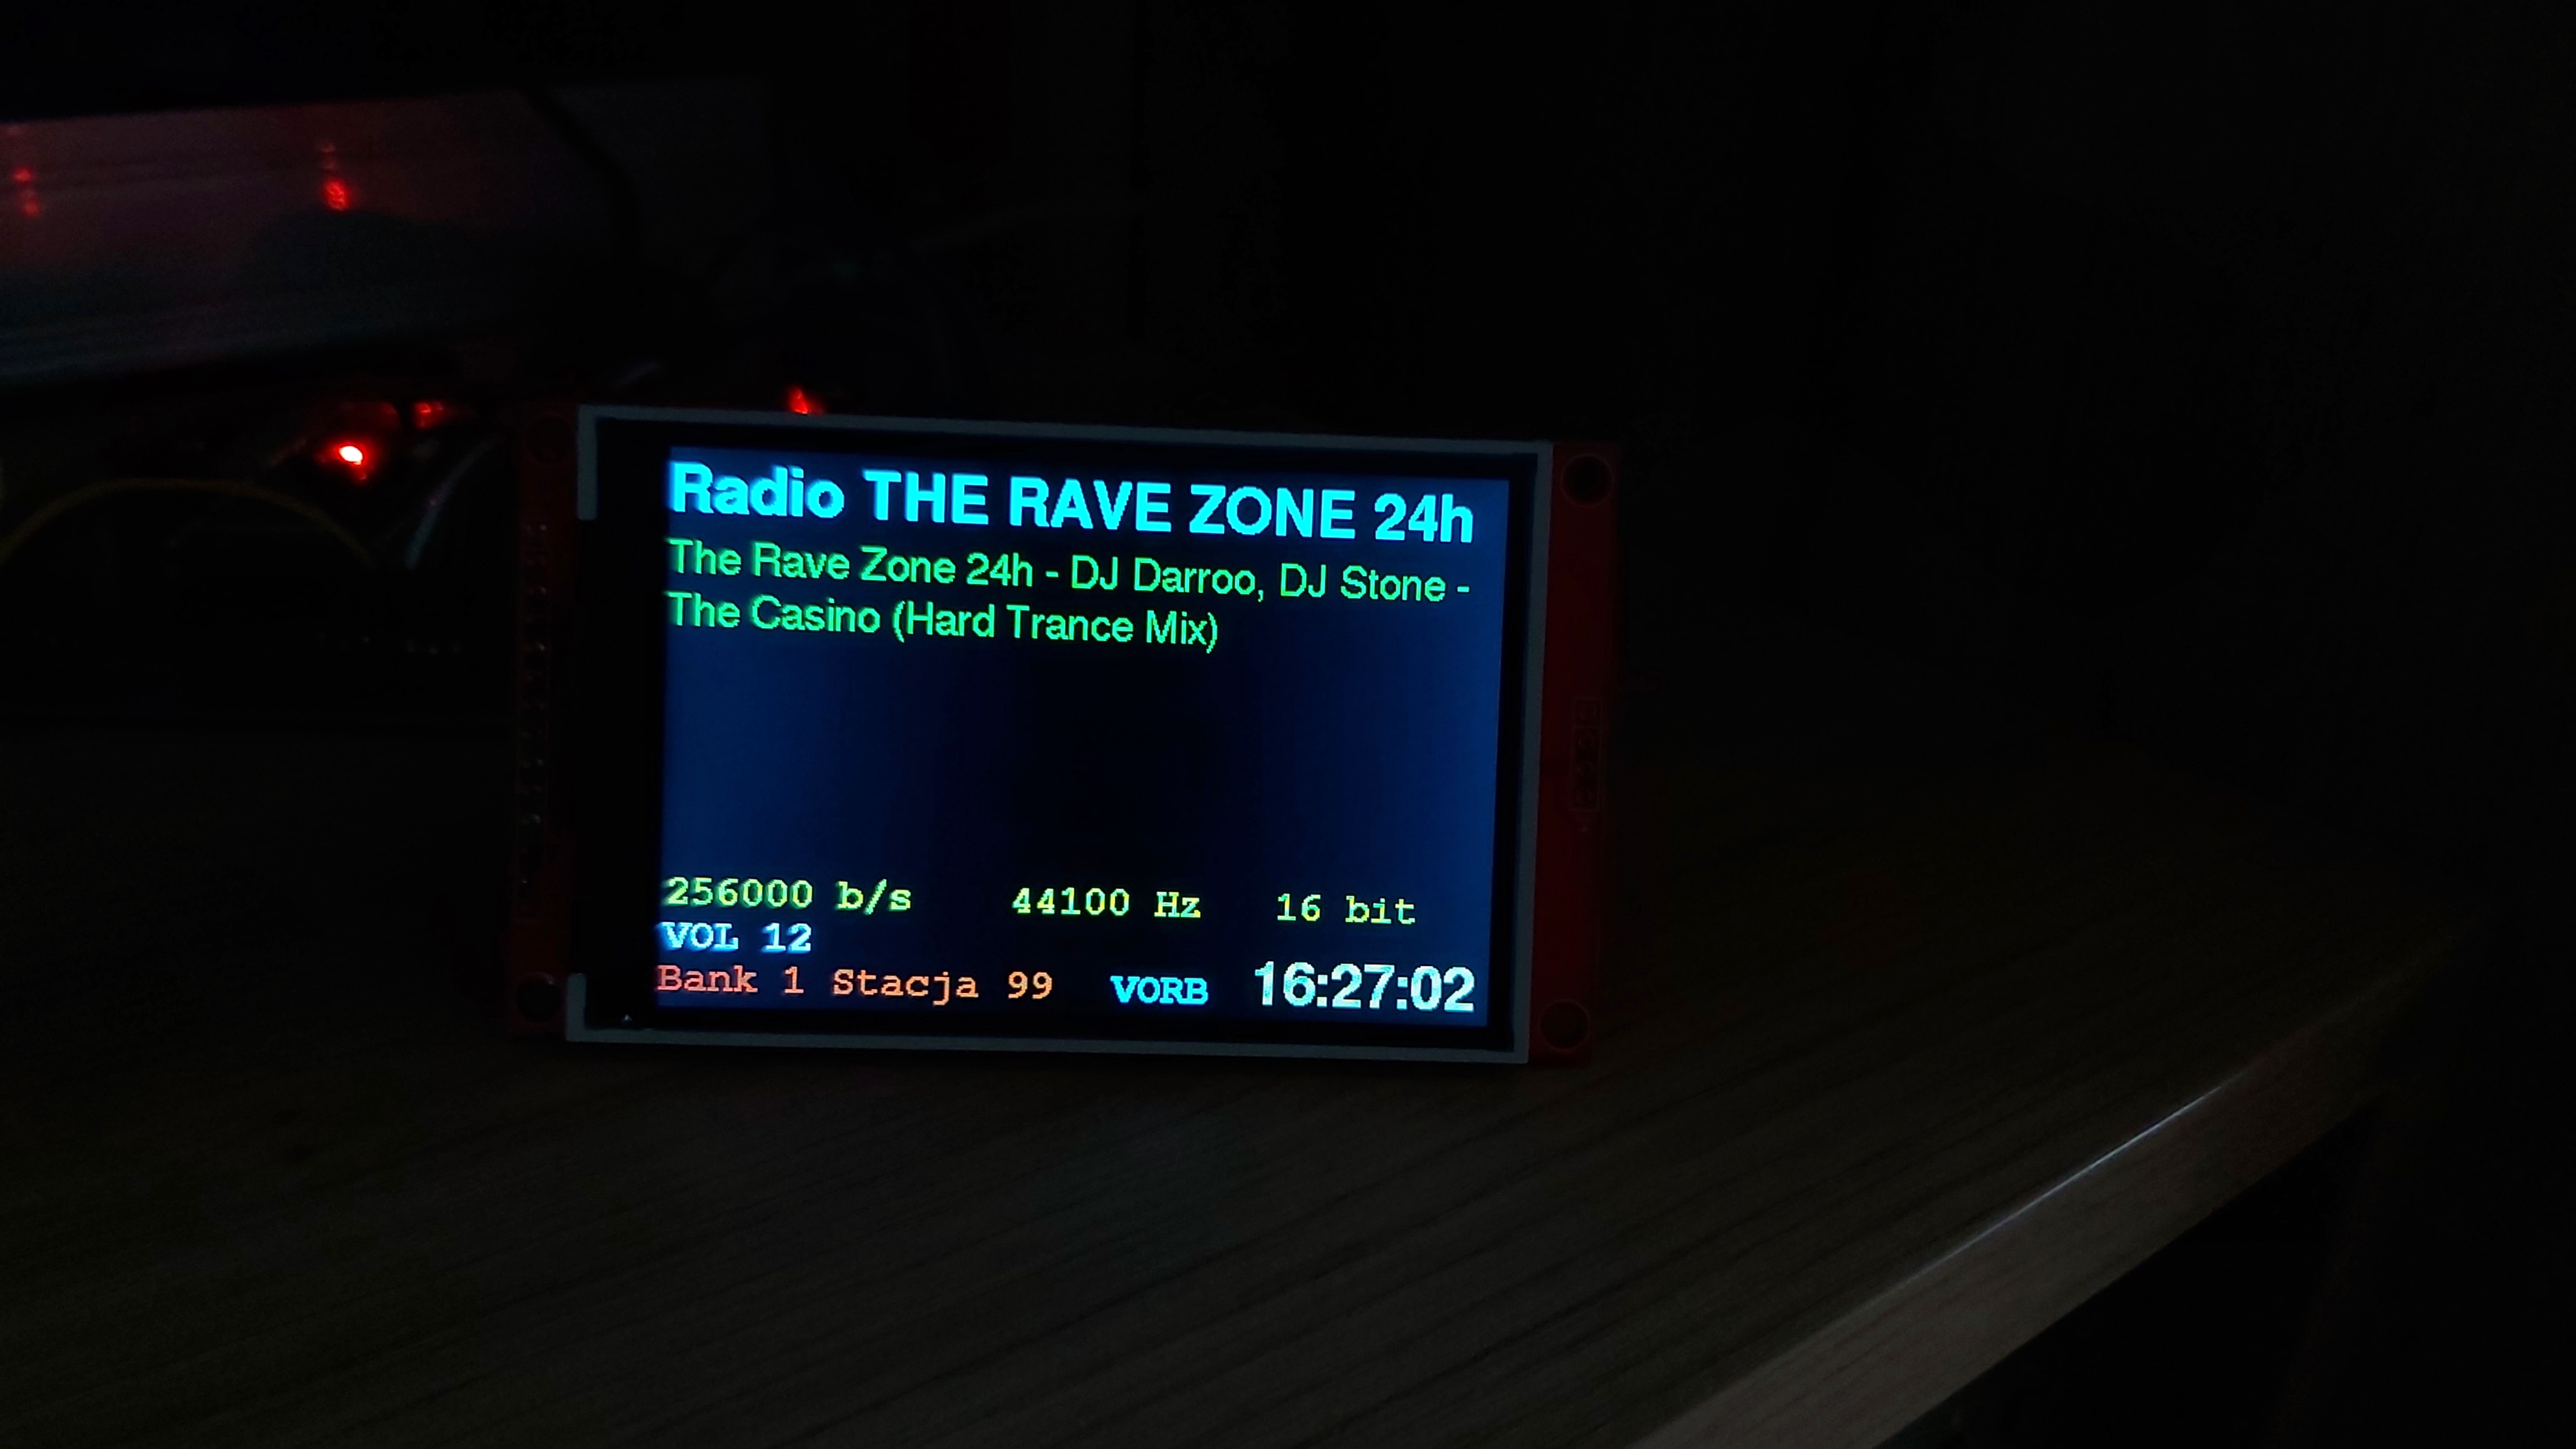 Radio THE RAVE ZONE 24h
The Rave Zone 24h - DJ Darroo, DJ Stone -
The Casino (Hard Trance Mix)
256000 b/s 44100 Hz 16 bit
VOL 12
Bank 1 Stacja 99 VORB 16:27:02